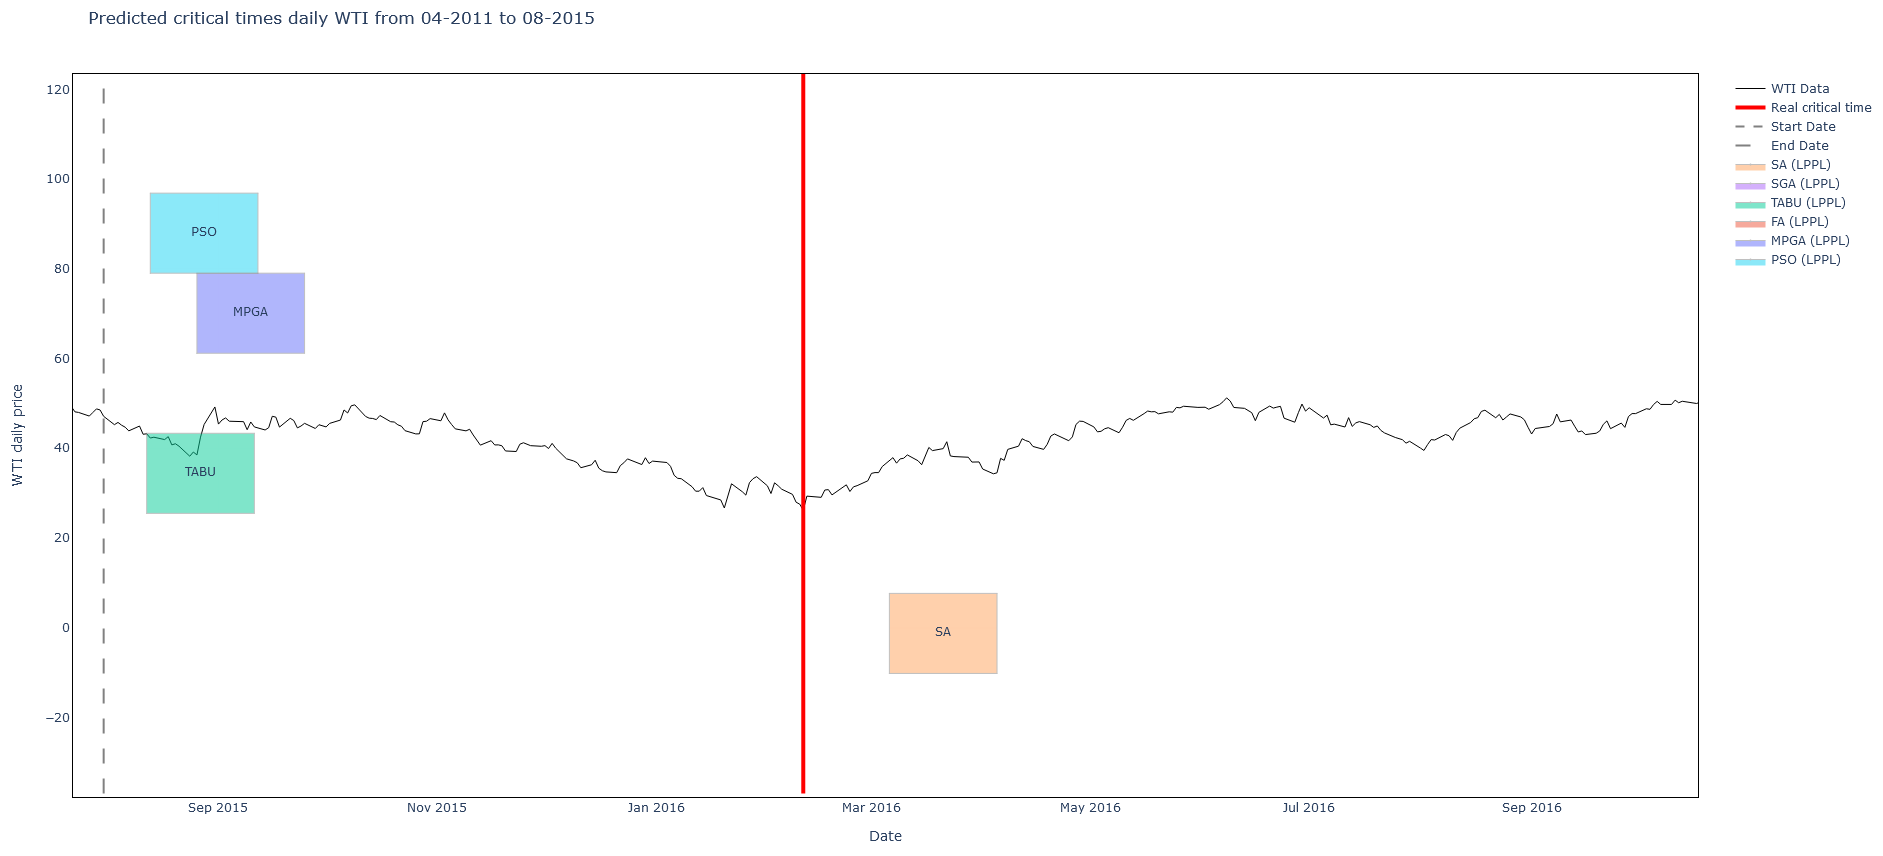 Predicted critical times daily WTI from 04-2011 to 08-2015
120
100
80
60
40
20
0
−20
WTI daily price
PSO
MPGA
TABU
SA
Sep 2015
Nov 2015
Jan 2016
Mar 2016
May 2016
Jul 2016
Sep 2016
Date
WTI Data
Real critical time
Start Date
End Date
SA (LPPL)
SGA (LPPL)
TABU (LPPL)
FA (LPPL)
MPGA (LPPL)
PSO (LPPL)